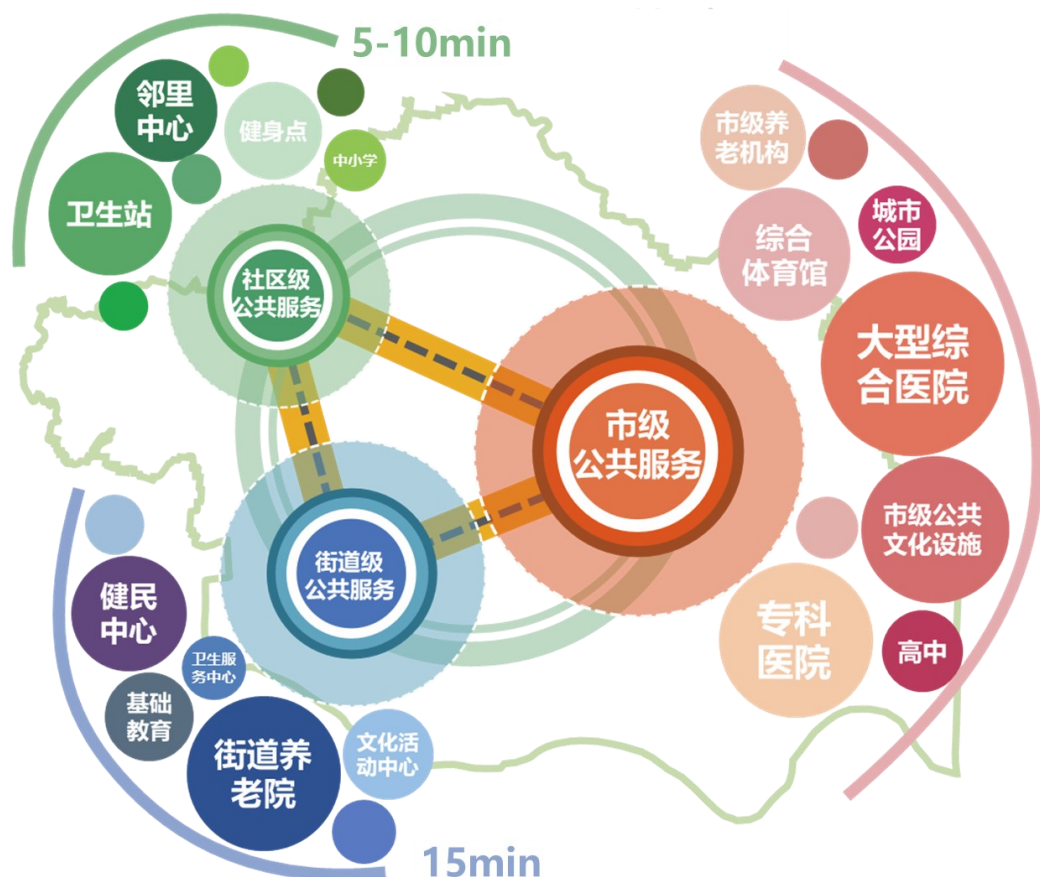 5-10min
邻里
中心
健身点
中小学
卫生站
社区级
公共服务
市级养
老机构
城市
公园
综合
体育馆
大型综
合医院
市级
公共服务
市级公共
文化设施
专科
医院
高中
街道级
公共服务
健民
中心
卫生服
务中心
基础
教育
街道养
老院
文化活
动中心
15min